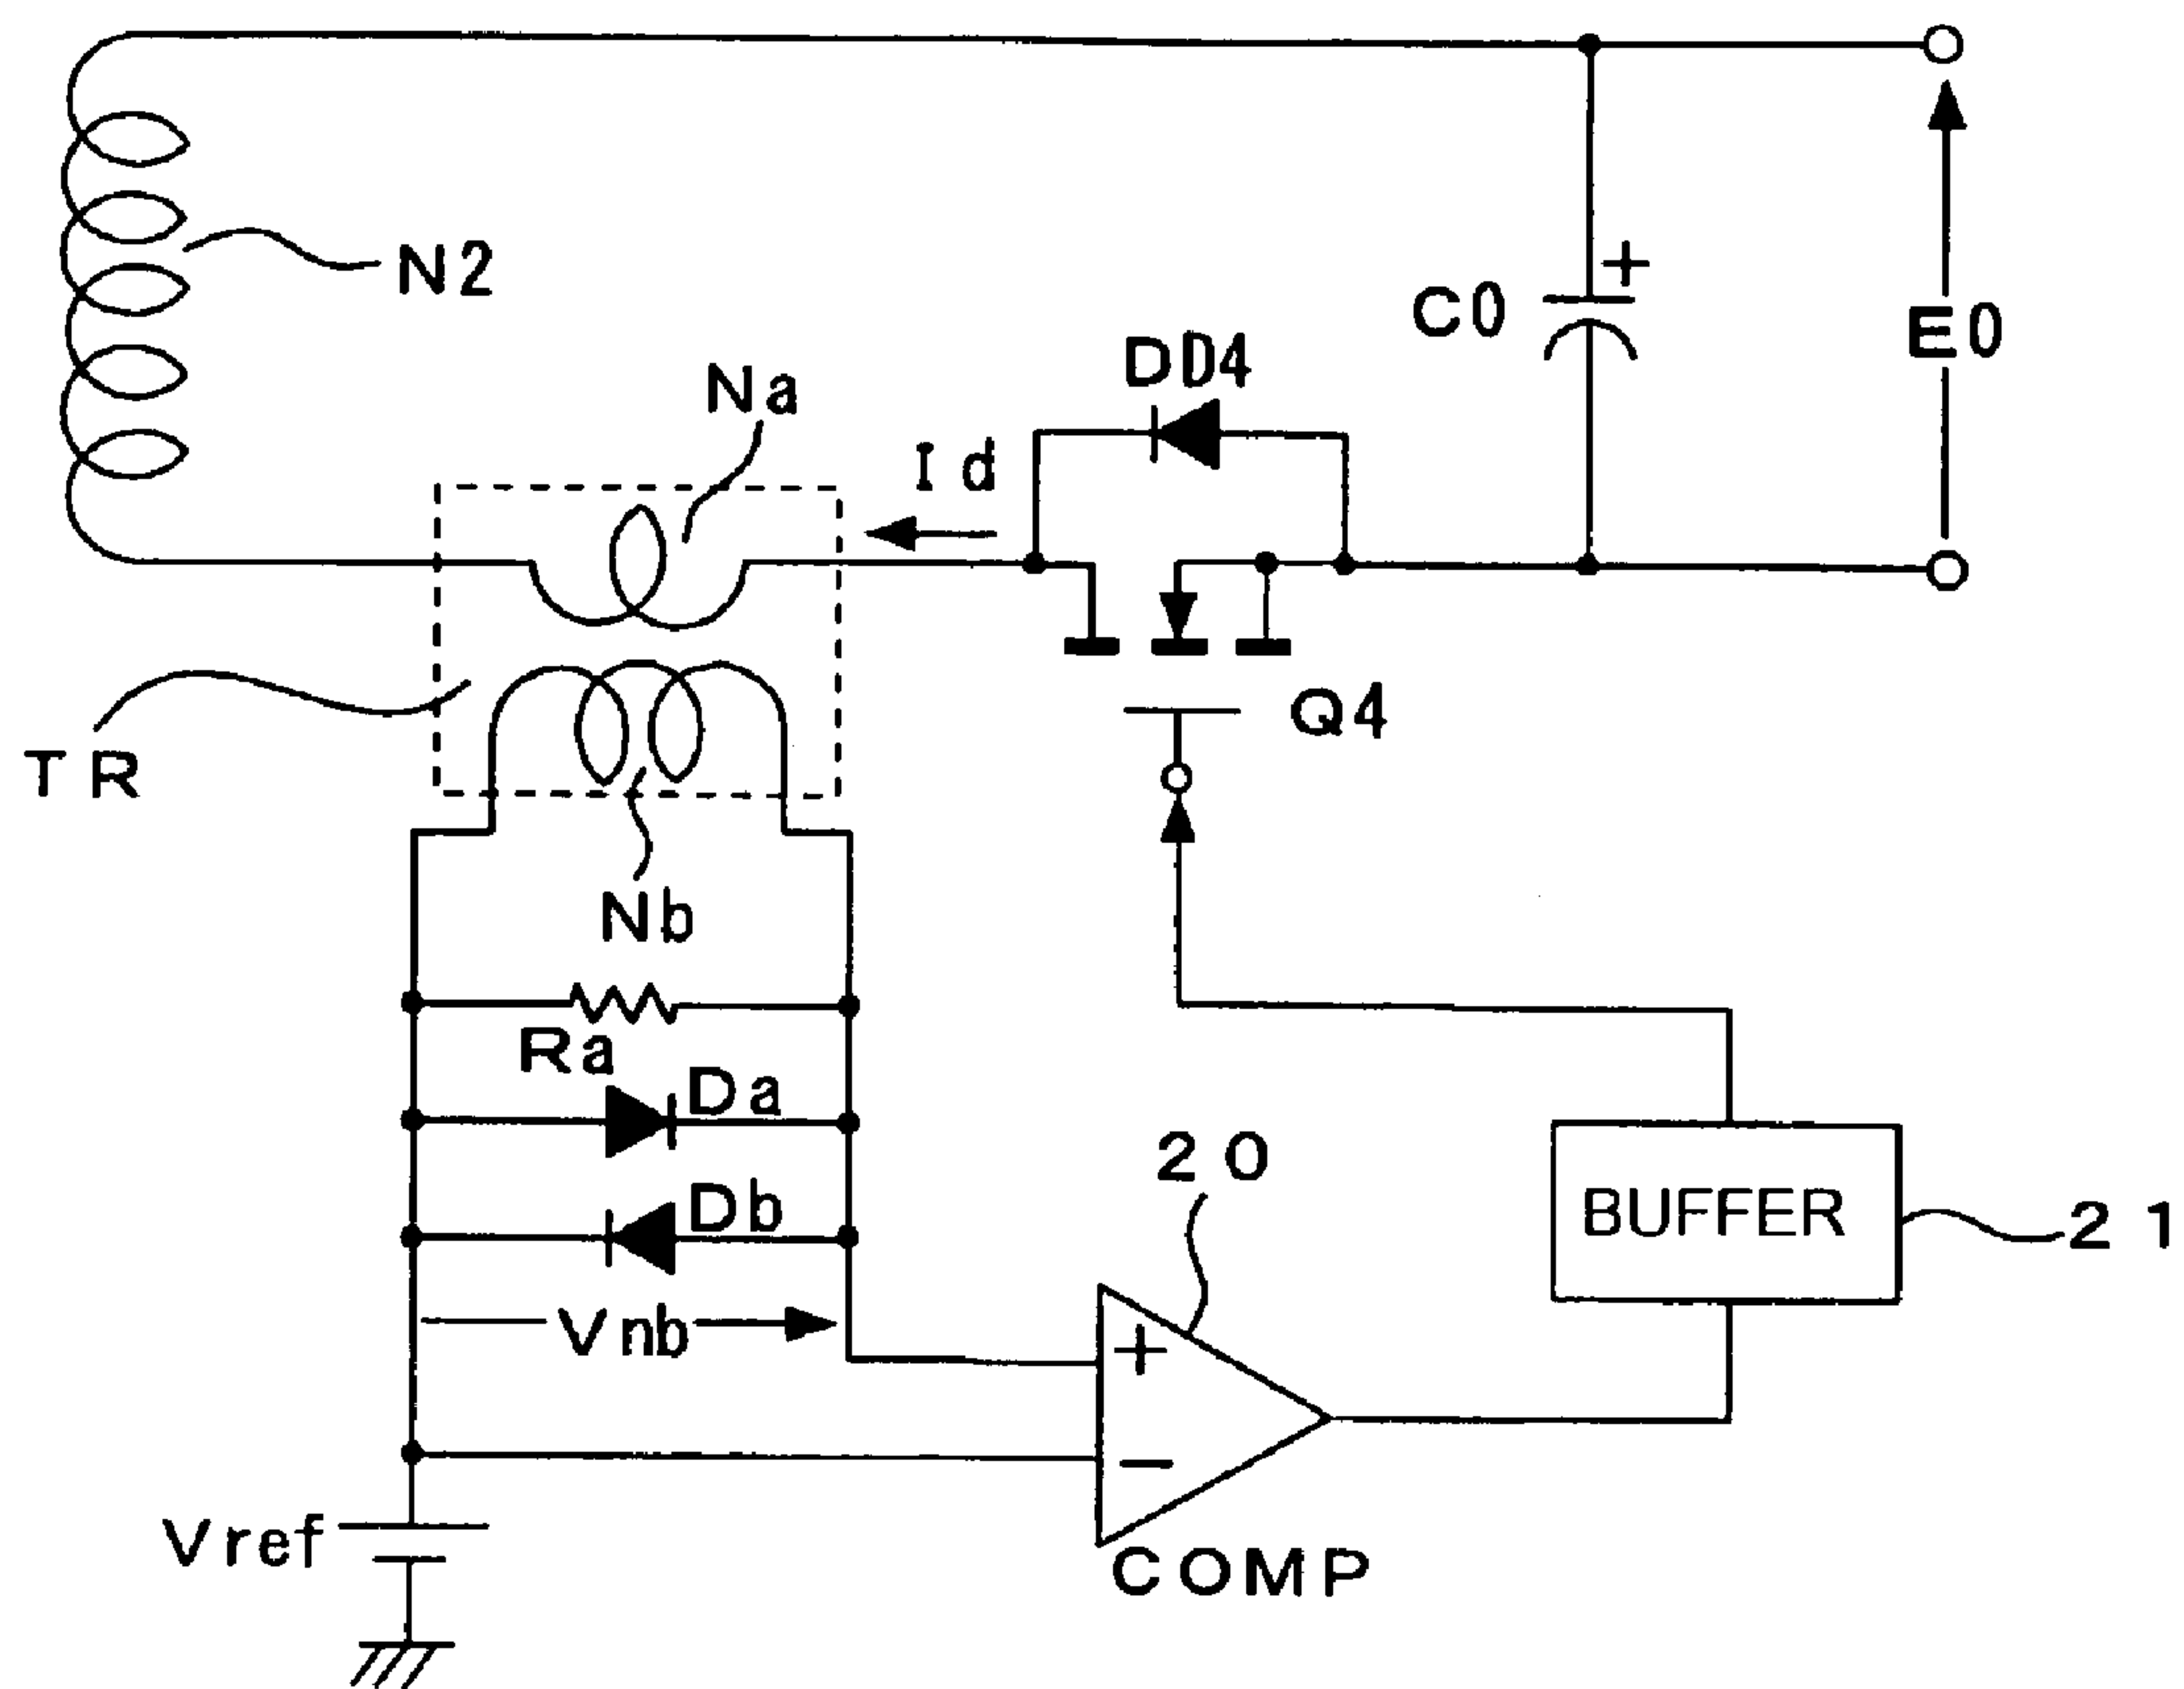 N2
Na
Id
DD4
C0
+
E0
TR
Q4
Nb
Ra
Da
Db
Vnb
20
BUFFER
21
+
−
Vref
COMP